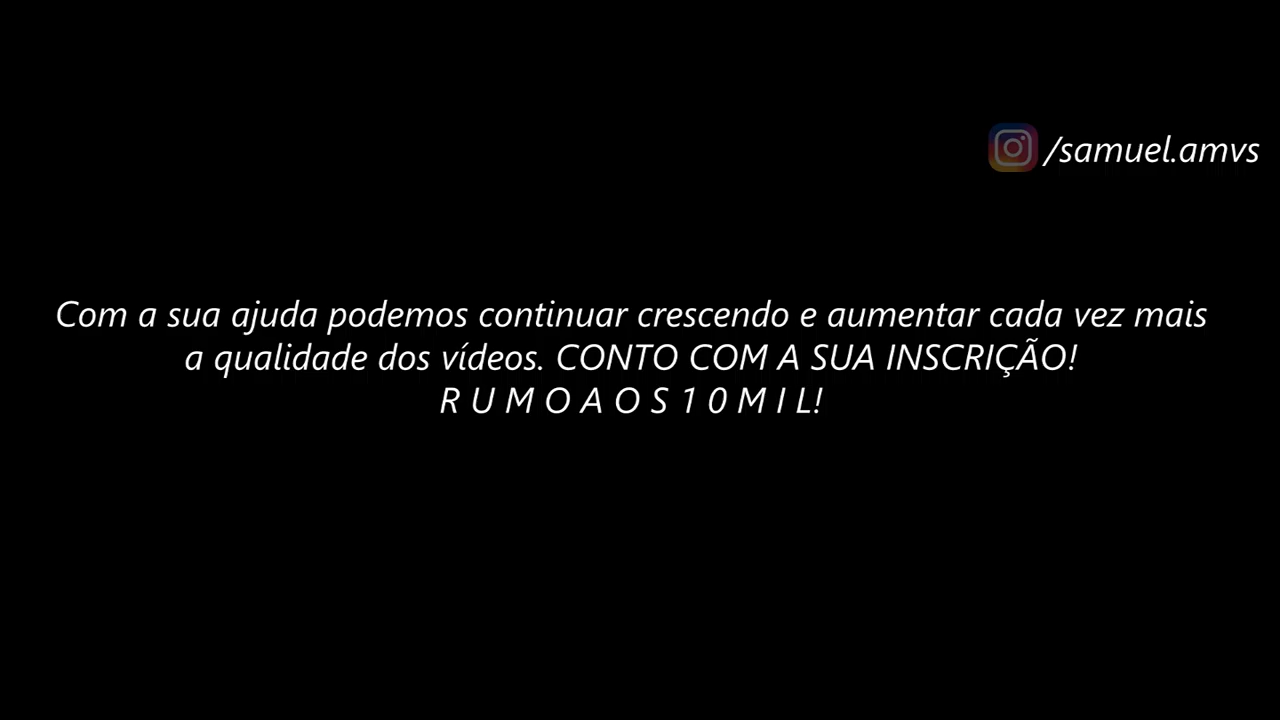 /samuel.amvs
Com a sua ajuda podemos continuar crescendo e aumentar cada vez mais
a qualidade dos vídeos. CONTO COM A SUA INSCRIÇÃO!
R U M O A O S 1 0 M I L!